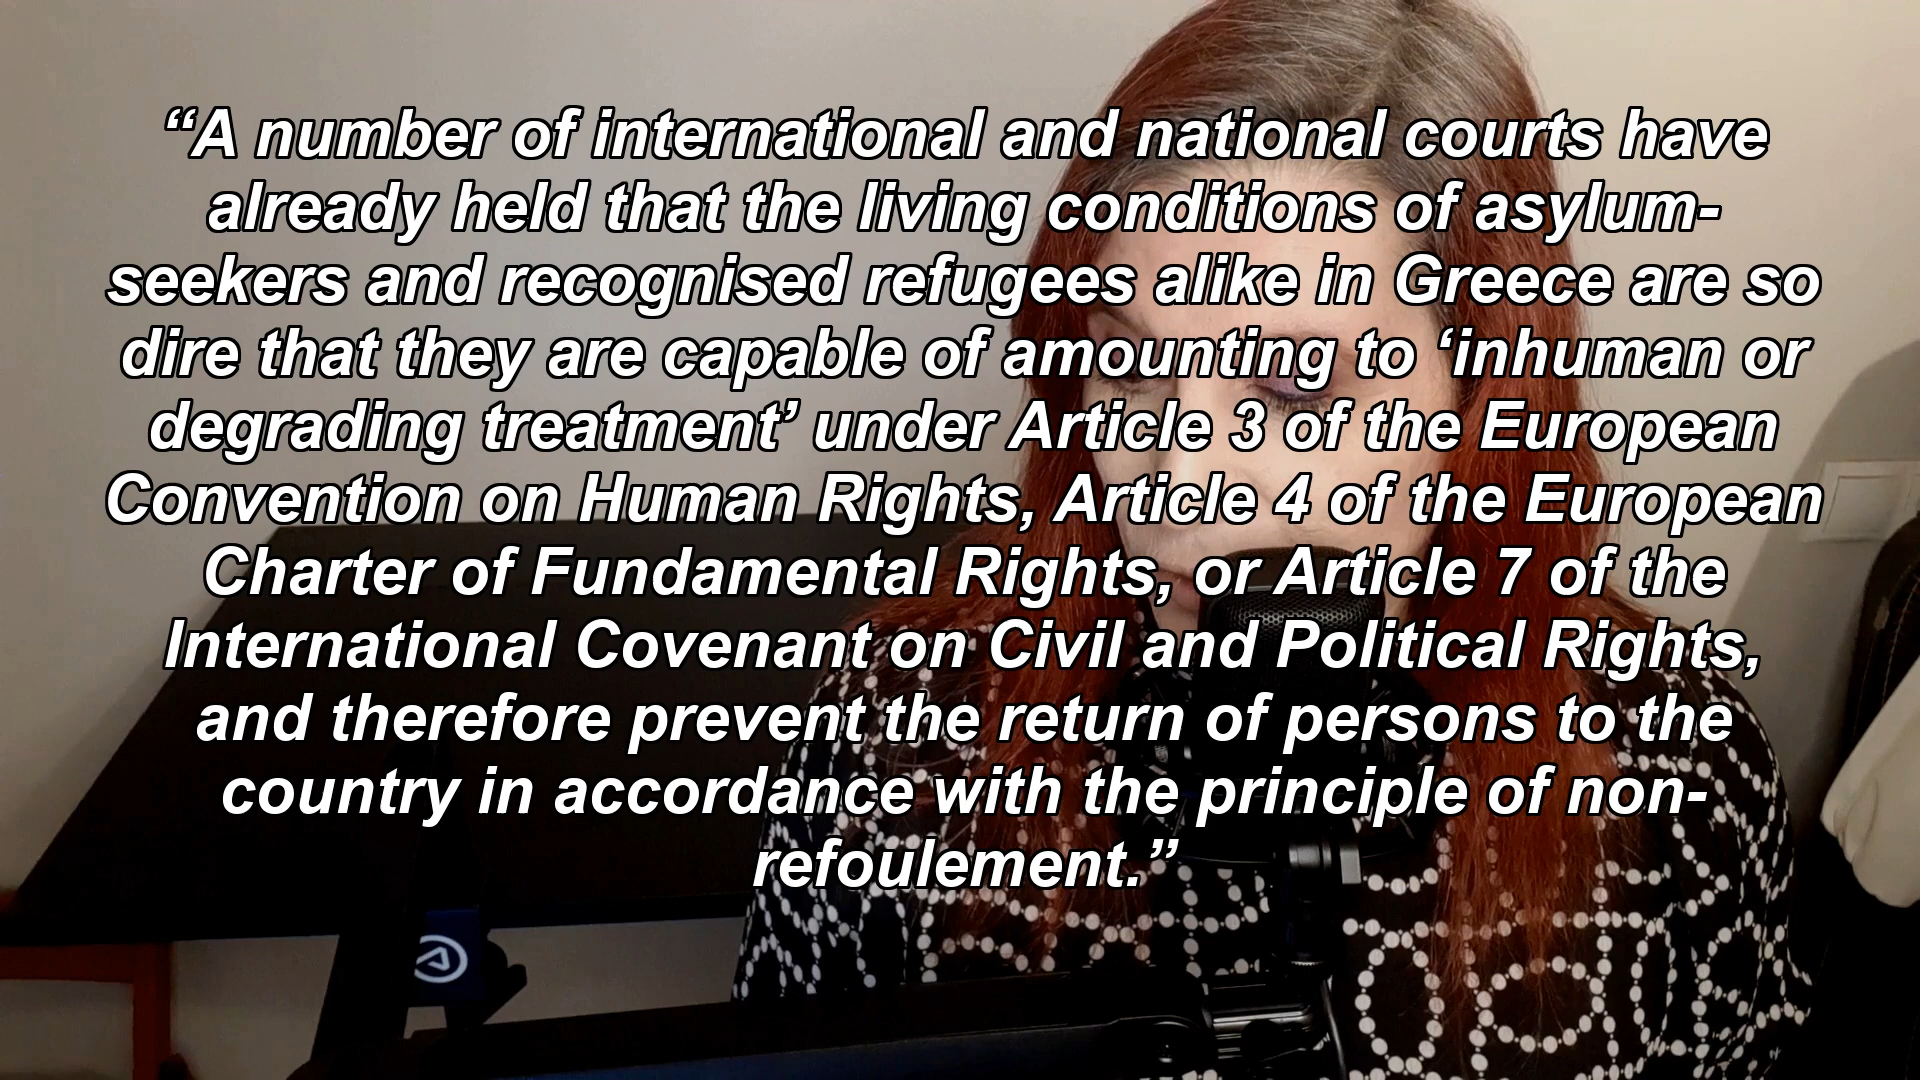 “A number of international and national courts have
already held that the living conditions of asylum-
seekers and recognised refugees alike in Greece are so
dire that they are capable of amounting to ‘inhuman or
degrading treatment’ under Article 3 of the European
Convention on Human Rights, Article 4 of the European
Charter of Fundamental Rights, or Article 7 of the
International Covenant on Civil and Political Rights,
and therefore prevent the return of persons to the
country in accordance with the principle of non-
refoulement.”